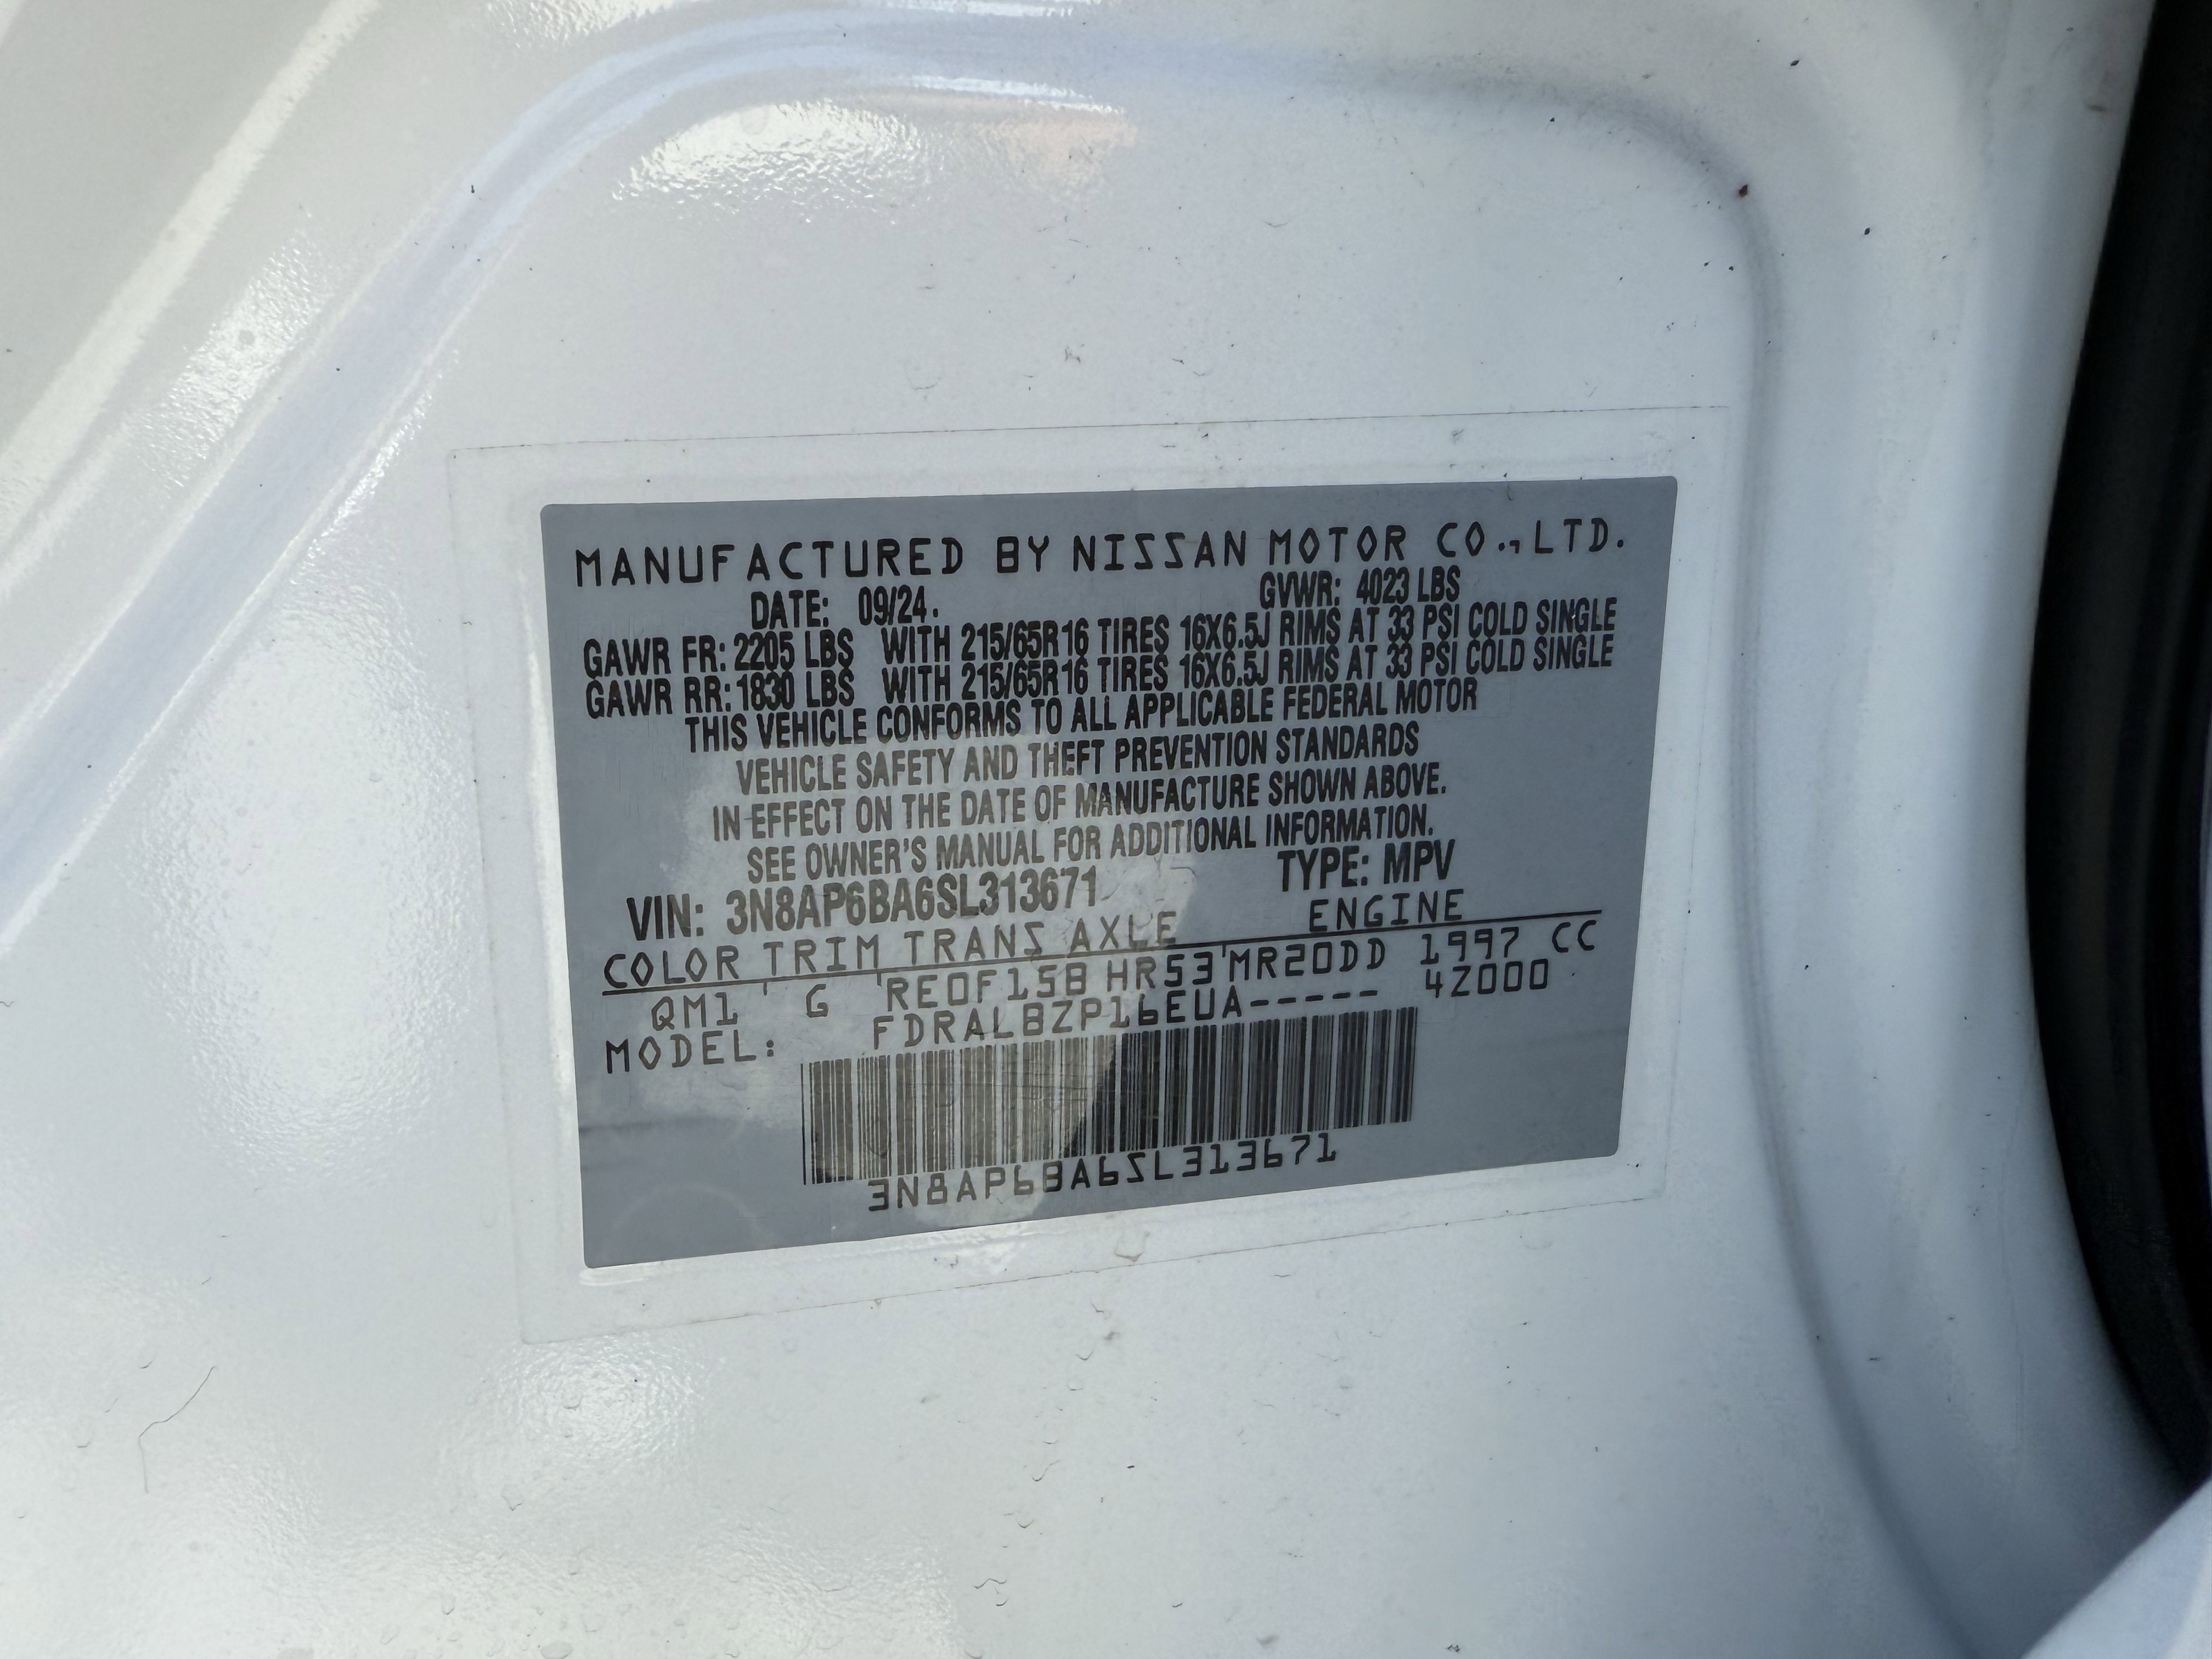 MANUFACTURED BY NISSAN MOTOR CO.,LTD.
DATE: 09/24. GVWR: 4023 LBS
GAWR FR: 2205 LBS WITH 215/65R16 TIRES 16X6.5J RIMS AT 33 PSI COLD SINGLE
GAWR RR: 1830 LBS WITH 215/65R16 TIRES 16X6.5J RIMS AT 33 PSI COLD SINGLE
THIS VEHICLE CONFORMS TO ALL APPLICABLE FEDERAL MOTOR
VEHICLE SAFETY AND THEFT PREVENTION STANDARDS
IN EFFECT ON THE DATE OF MANUFACTURE SHOWN ABOVE.
SEE OWNER'S MANUAL FOR ADDITIONAL INFORMATION.
VIN: 3N8AP6BA6SL313671 TYPE: MPV
COLOR TRIM TRANS AXLE ENGINE
QM1 G RE0F15B HR53 MR20DD 1997 CC
MODEL: FDRALBZP16EUA----- 4Z000
3N8AP6BA6SL313671